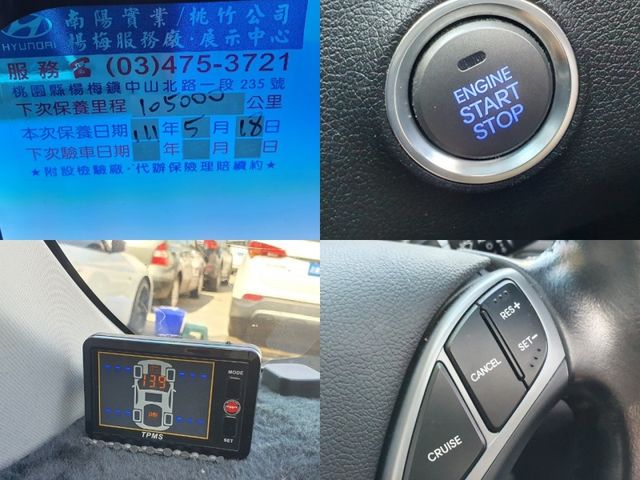 HYUNDAI
南陽實業/桃竹公司
楊梅服務廠·展示中心
服務☎(03)475-3721
桃園縣楊梅鎮中山北路一段235號
下次保養里程 105000 公里
本次保養日期 111 年 5 月 18 日
下次驗車日期 年 月 日
★附設檢驗廠·代辦保險理賠續約★
ENGINE
START
STOP
139
PSI
MODE
SET
TPMS
RES+
SET-
CANCEL
CRUISE